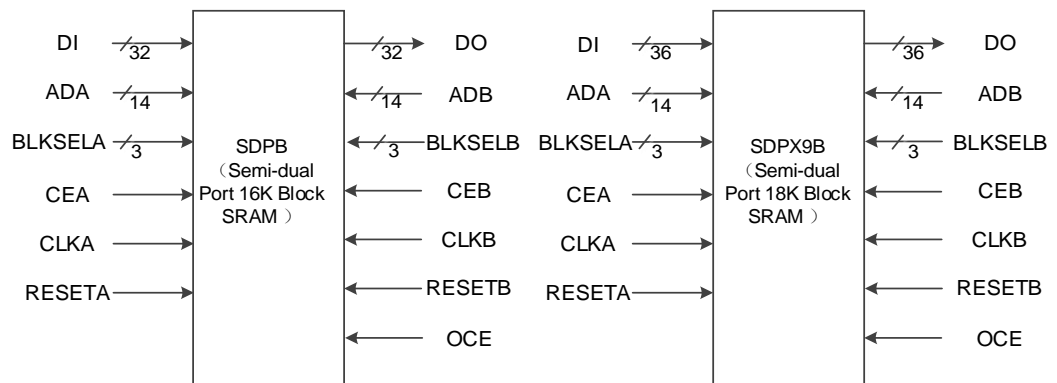 DI
32
ADA
14
BLKSELA
3
CEA
CLKA
RESETA
SDPB
（Semi-dual
Port 16K Block
SRAM ）
32
DO
14
ADB
3
BLKSELB
CEB
CLKB
RESETB
OCE
DI
36
ADA
14
BLKSELA
3
CEA
CLKA
RESETA
SDPX9B
（Semi-dual
Port 18K Block
SRAM ）
36
DO
14
ADB
3
BLKSELB
CEB
CLKB
RESETB
OCE